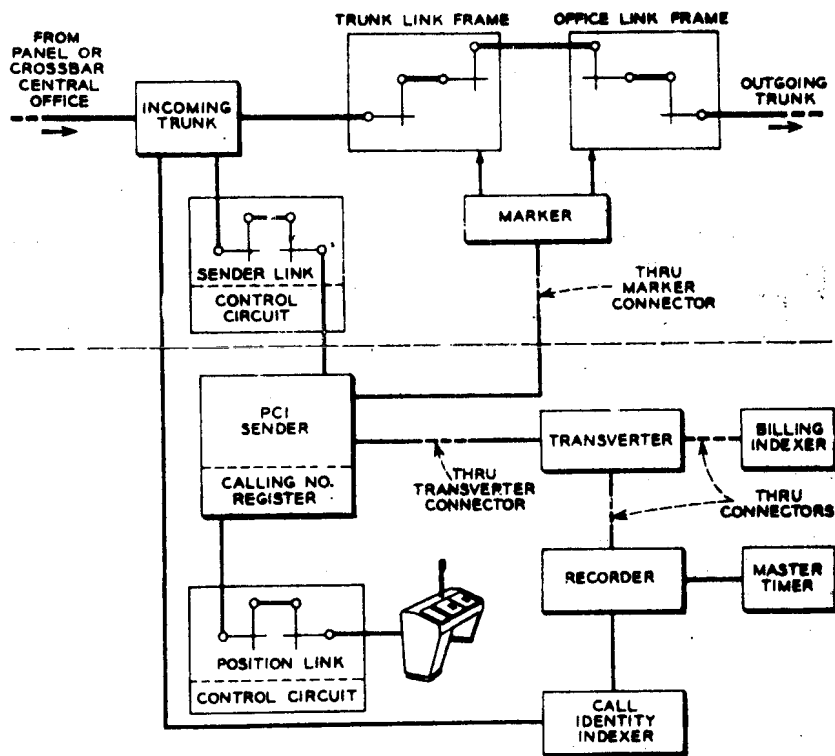 TRUNK LINK FRAME
OFFICE LINK FRAME
FROM
PANEL OR
CROSSBAR
CENTRAL
OFFICE
INCOMING
TRUNK
OUTGOING
TRUNK
MARKER
SENDER LINK
CONTROL
CIRCUIT
THRU
MARKER
CONNECTOR
PCI
SENDER
CALLING NO.
REGISTER
THRU
TRANSVERTER
CONNECTOR
TRANSVERTER
BILLING
INDEXER
THRU
CONNECTORS
RECORDER
MASTER
TIMER
POSITION LINK
CONTROL CIRCUIT
CALL
IDENTITY
INDEXER